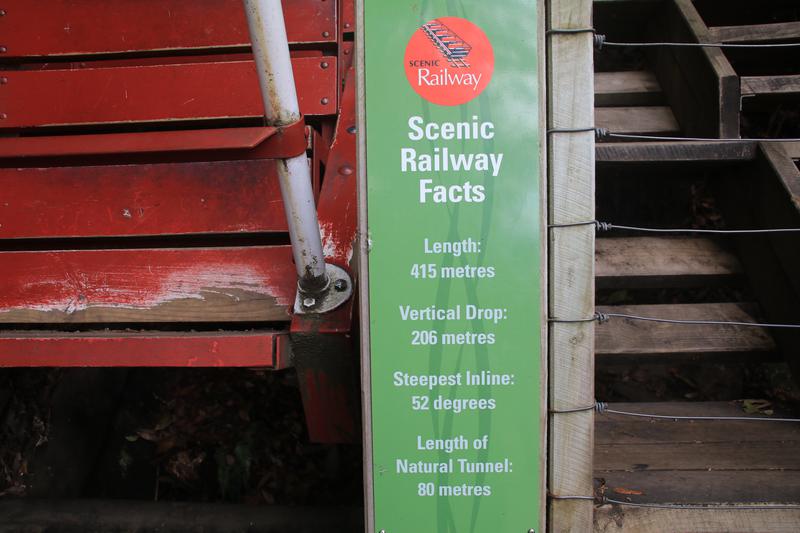 SCENIC
Railway
Scenic
Railway
Facts
Length:
415 metres
Vertical Drop:
206 metres
Steepest Inline:
52 degrees
Length of
Natural Tunnel:
80 metres